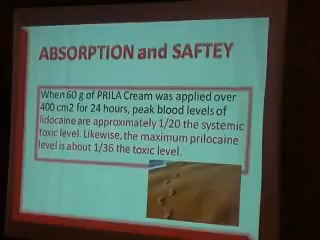 ABSORPTION and SAFTEY
When 60 g of PRILA Cream was applied over
400 cm2 for 24 hours, peak blood levels of
lidocaine are approximately 1/20 the systemic
toxic level. Likewise, the maximum prilocaine
level is about 1/36 the toxic level.